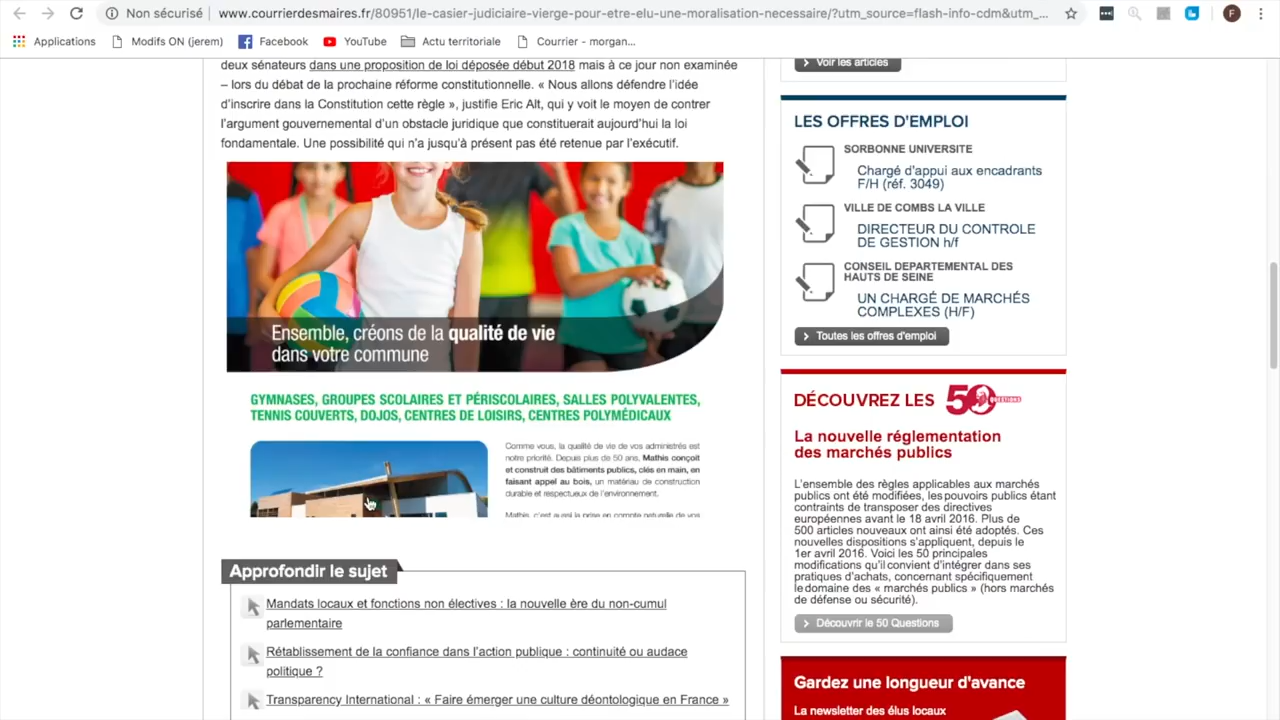 Non sécurisé
www.courrierdesmaires.fr/80951/le-casier-judiciaire-vierge-pour-etre-elu-une-moralisation-necessaire/?utm_source=flash-info-cdm&utm_...
F
Applications
Modifs ON (jerem)
Facebook
YouTube
Actu territoriale
Courrier - morgan...
deux sénateurs dans une proposition de loi déposée début 2018 mais à ce jour non examinée
– lors du débat de la prochaine réforme constitutionnelle. « Nous allons défendre l'idée
d'inscrire dans la Constitution cette règle », justifie Eric Alt, qui y voit le moyen de contrer
l'argument gouvernemental d'un obstacle juridique que constituerait aujourd'hui la loi
fondamentale. Une possibilité qui n'a jusqu'à présent pas été retenue par l'exécutif.
Ensemble, créons de la qualité de vie
dans votre commune
GYMNASES, GROUPES SCOLAIRES ET PÉRISCOLAIRES, SALLES POLYVALENTES,
TENNIS COUVERTS, DOJOS, CENTRES DE LOISIRS, CENTRES POLYMÉDICAUX
Comme vous, la qualité de vie de vos administrés est
notre priorité. Depuis plus de 50 ans, Mathis conçoit
et construit des bâtiments publics, clés en main, en
faisant appel au bois, un matériau de construction
durable et respectueux de l'environnement.
Mathis, c'est aussi la prise en compte naturelle de vos
Approfondir le sujet
Mandats locaux et fonctions non électives : la nouvelle ère du non-cumul
parlementaire
Rétablissement de la confiance dans l'action publique : continuité ou audace
politique ?
Transparency International : « Faire émerger une culture déontologique en France »
Voir les articles
LES OFFRES D'EMPLOI
SORBONNE UNIVERSITE
Chargé d'appui aux encadrants
F/H (réf. 3049)
VILLE DE COMBS LA VILLE
DIRECTEUR DU CONTROLE
DE GESTION h/f
CONSEIL DEPARTEMENTAL DES
HAUTS DE SEINE
UN CHARGÉ DE MARCHÉS
COMPLEXES (H/F)
Toutes les offres d'emploi
DÉCOUVREZ LES 50 QUESTIONS
La nouvelle réglementation
des marchés publics
L'ensemble des règles applicables aux marchés
publics ont été modifiées, les pouvoirs publics étant
contraints de transposer des directives
européennes avant le 18 avril 2016. Plus de
500 articles nouveaux ont ainsi été adoptés. Ces
nouvelles dispositions s'appliquent, depuis le
1er avril 2016. Voici les 50 principales
modifications qu'il convient d'intégrer dans ses
pratiques d'achats, concernant spécifiquement
le domaine des « marchés publics » (hors marchés
de défense ou sécurité).
Découvrir le 50 Questions
Gardez une longueur d'avance
La newsletter des élus locaux